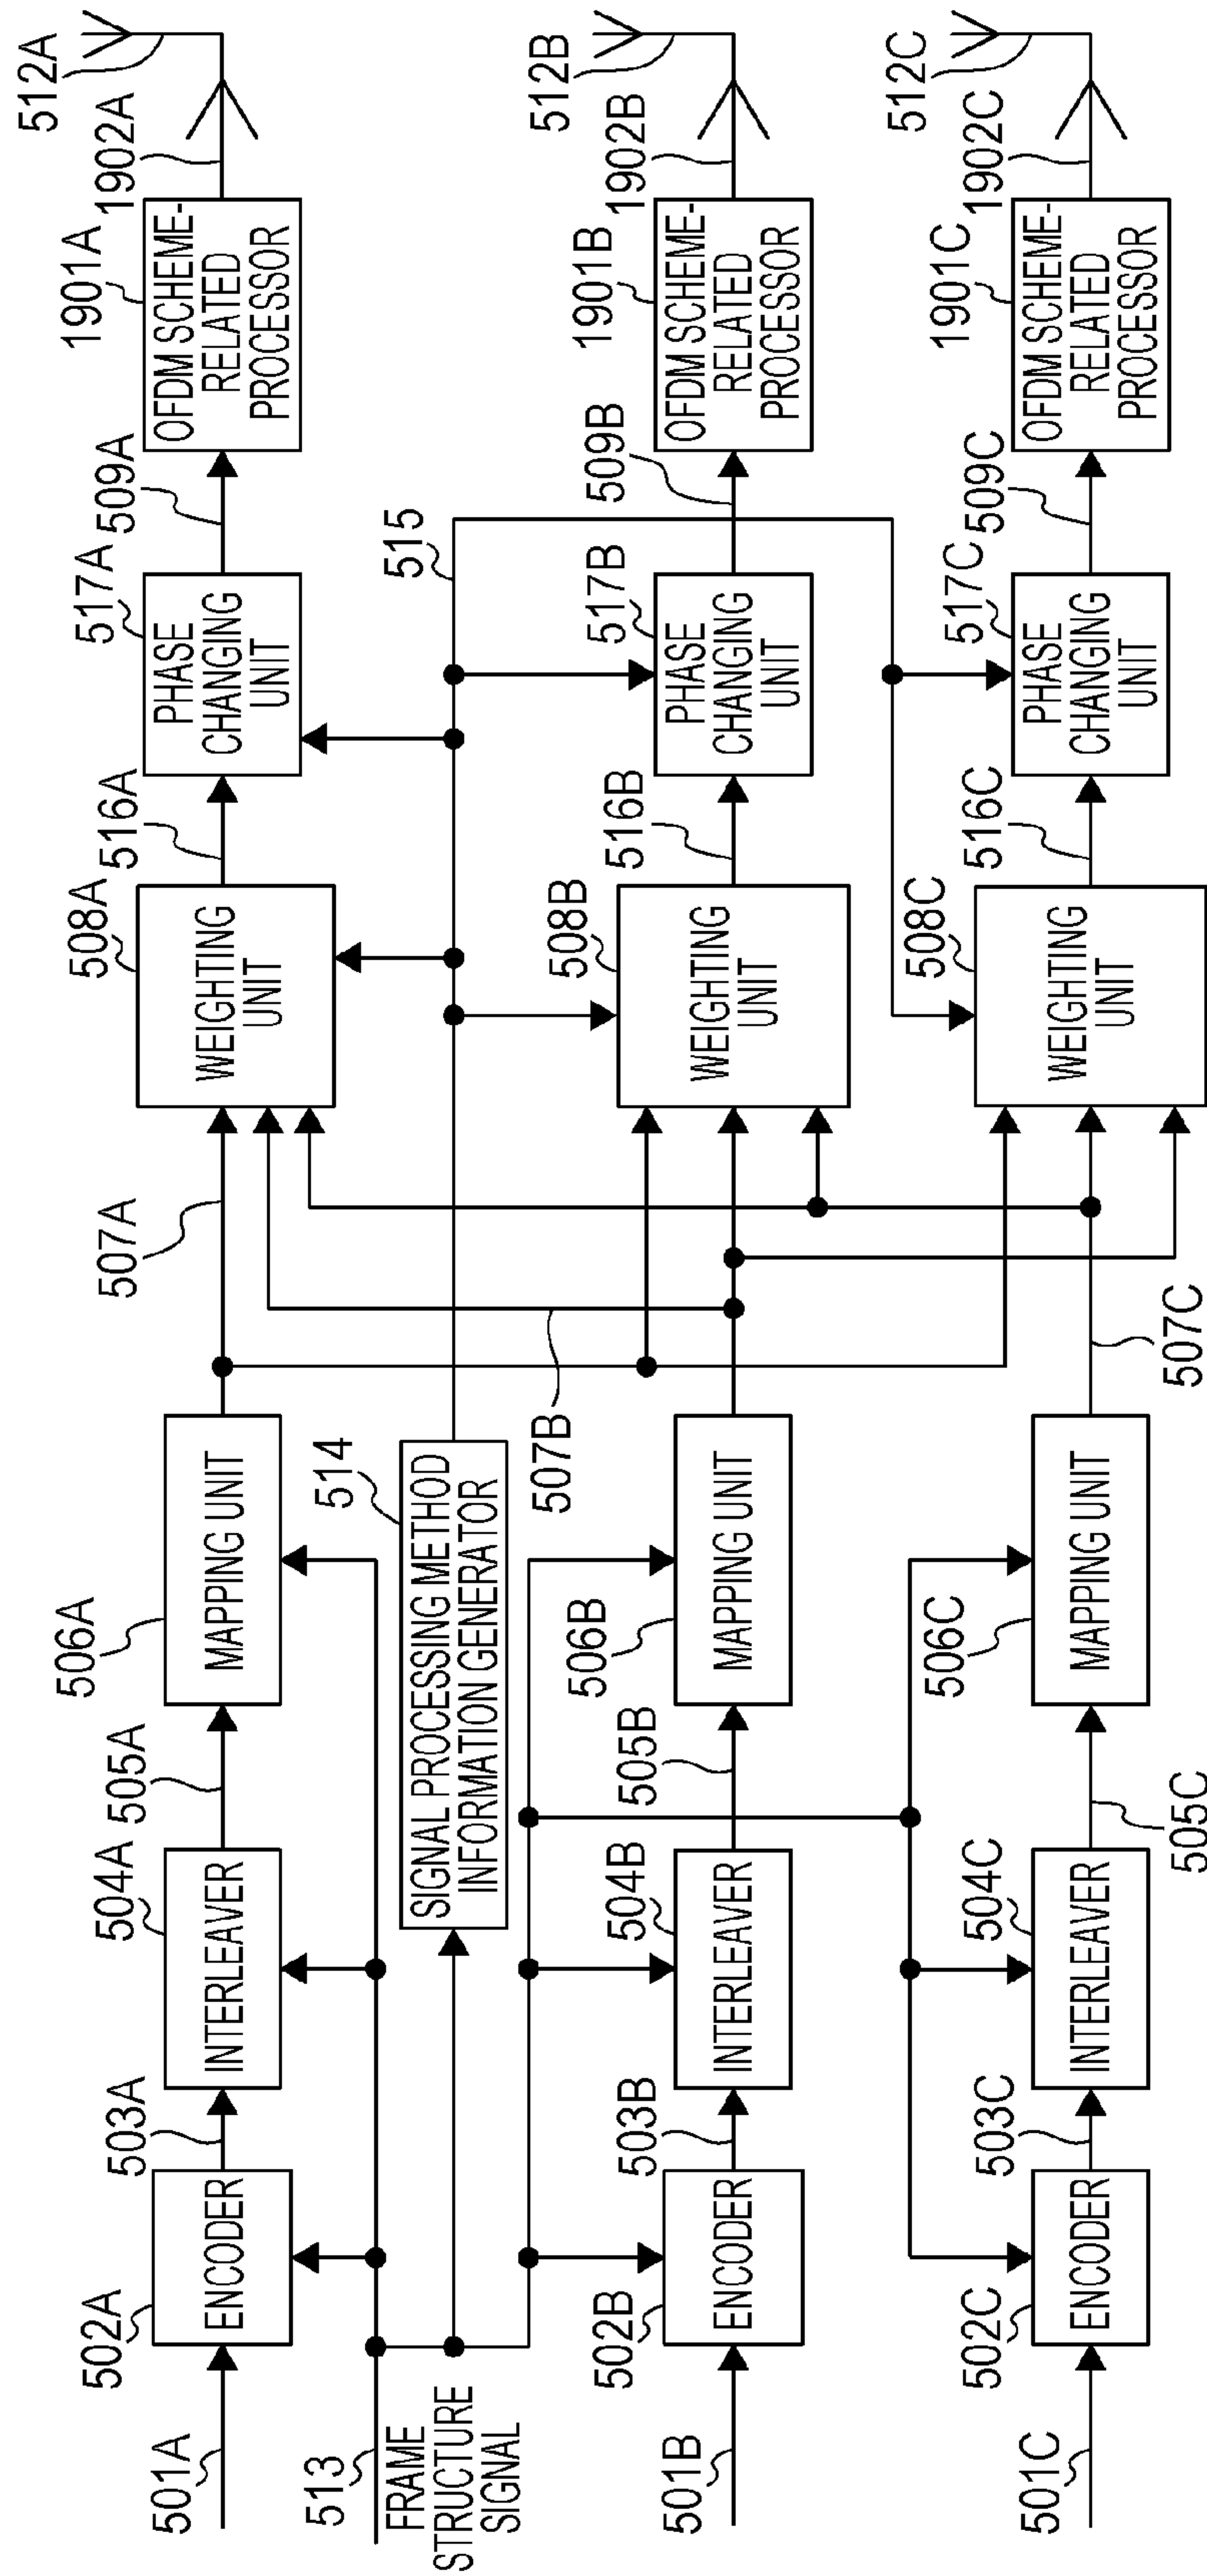 501A
502A
ENCODER
503A
504A
INTERLEAVER
505A
506A
MAPPING UNIT
507A
508A
WEIGHTING
UNIT
516A
517A
PHASE
CHANGING
UNIT
509A
1901A
OFDM SCHEME-
RELATED
PROCESSOR
1902A
512A
513
FRAME
STRUCTURE
SIGNAL
514
SIGNAL PROCESSING METHOD
INFORMATION GENERATOR
515
501B
502B
ENCODER
503B
504B
INTERLEAVER
505B
506B
MAPPING UNIT
507B
508B
WEIGHTING
UNIT
516B
517B
PHASE
CHANGING
UNIT
509B
1901B
OFDM SCHEME-
RELATED
PROCESSOR
1902B
512B
501C
502C
ENCODER
503C
504C
INTERLEAVER
505C
506C
MAPPING UNIT
507C
508C
WEIGHTING
UNIT
516C
517C
PHASE
CHANGING
UNIT
509C
1901C
OFDM SCHEME-
RELATED
PROCESSOR
1902C
512C